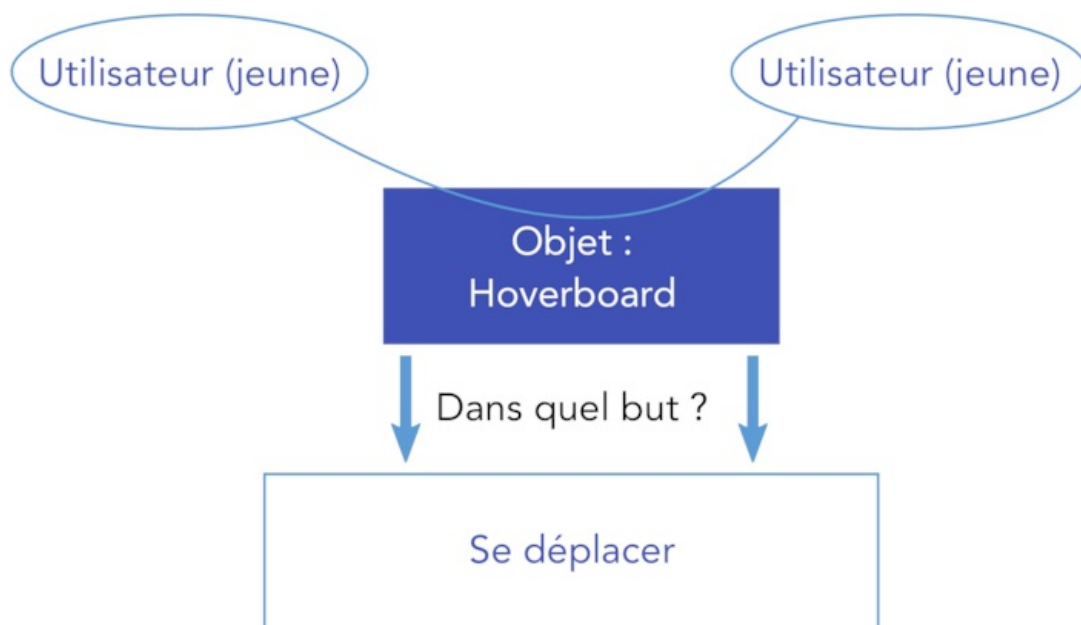 Utilisateur (jeune)
Utilisateur (jeune)
Objet :
Hoverboard
Dans quel but ?
Se déplacer